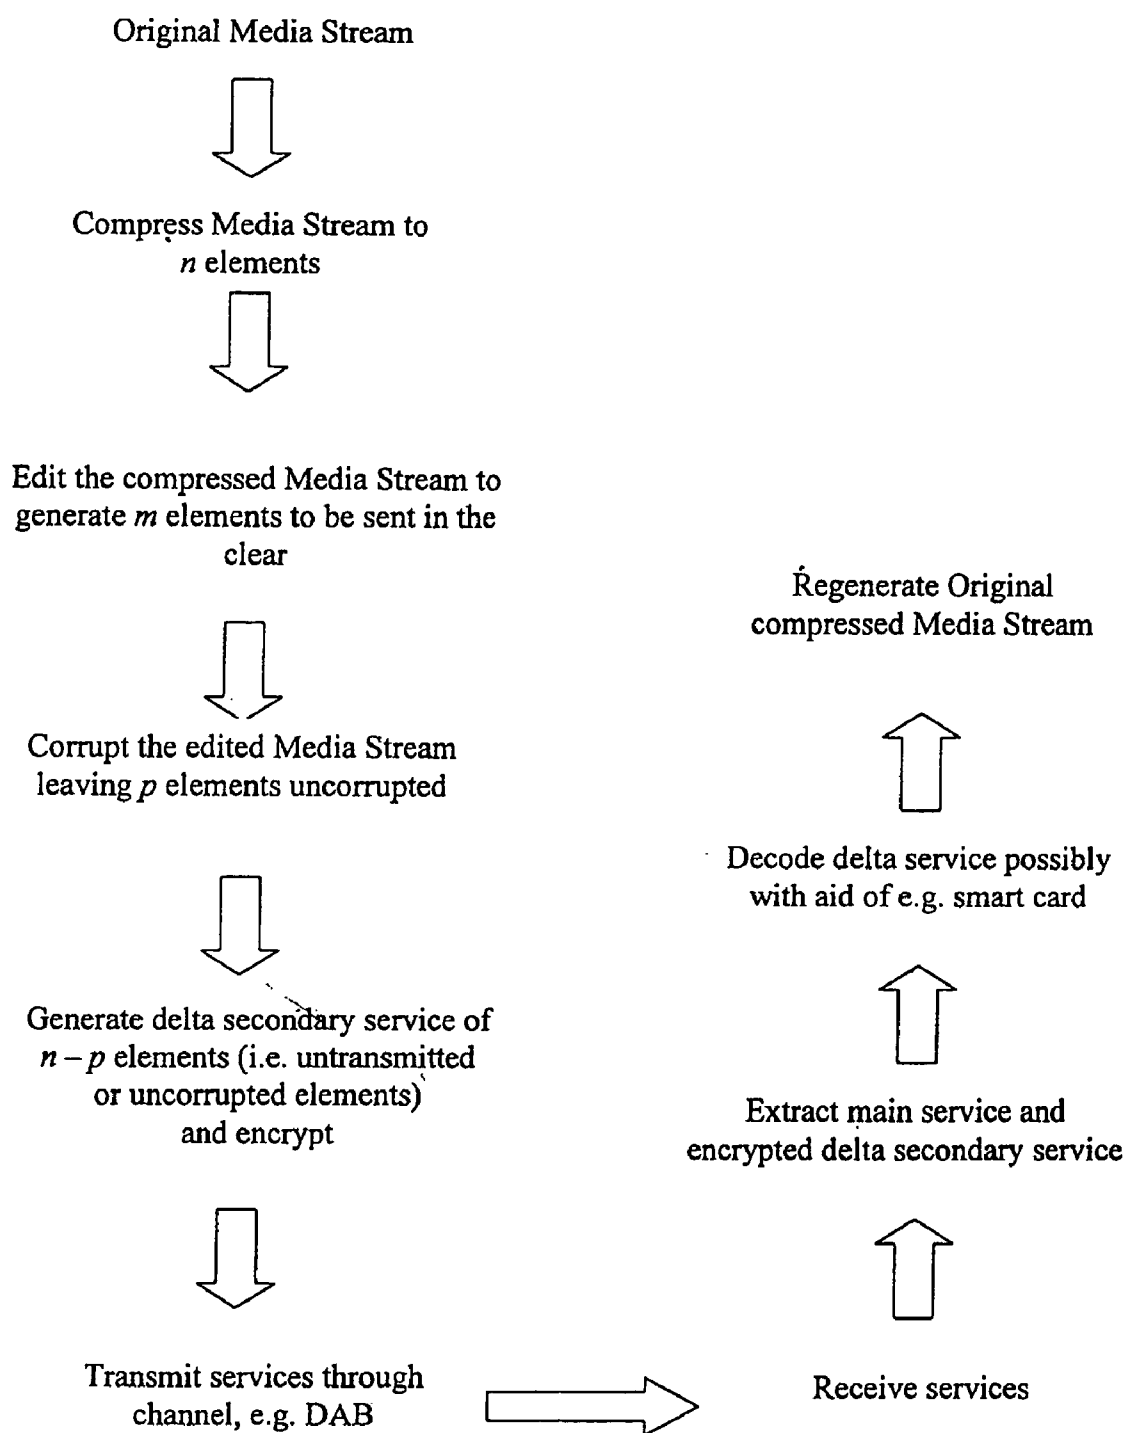 Original Media Stream
Compress Media Stream to
n elements
Edit the compressed Media Stream to
generate m elements to be sent in the
clear
Corrupt the edited Media Stream
leaving p elements uncorrupted
Generate delta secondary service of
n – p elements (i.e. untransmitted
or uncorrupted elements)
and encrypt
Transmit services through
channel, e.g. DAB
Receive services
Extract main service and
encrypted delta secondary service
Decode delta service possibly
with aid of e.g. smart card
Regenerate Original
compressed Media Stream